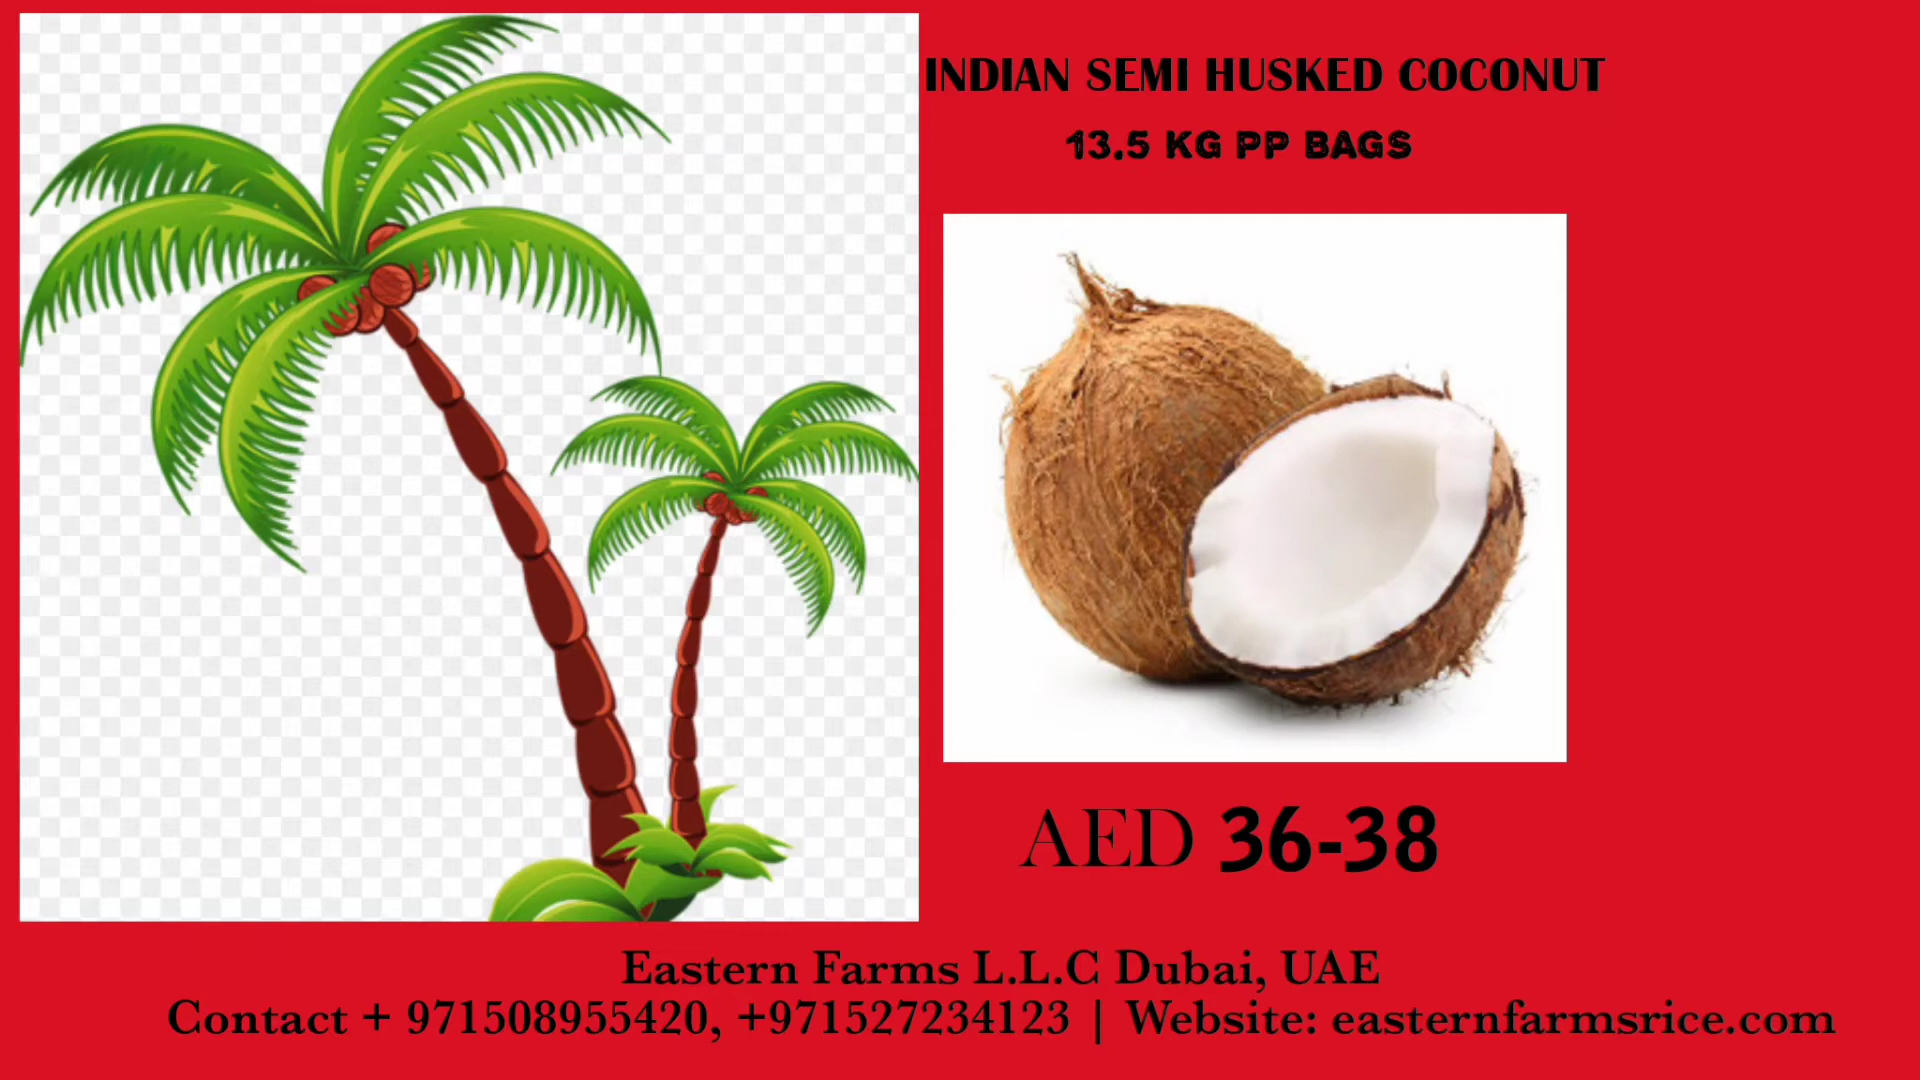 INDIAN SEMI HUSKED COCONUT
13.5 KG PP BAGS
AED 36-38
Eastern Farms L.L.C Dubai, UAE
Contact + 971508955420, +971527234123 | Website: easternfarmsrice.com